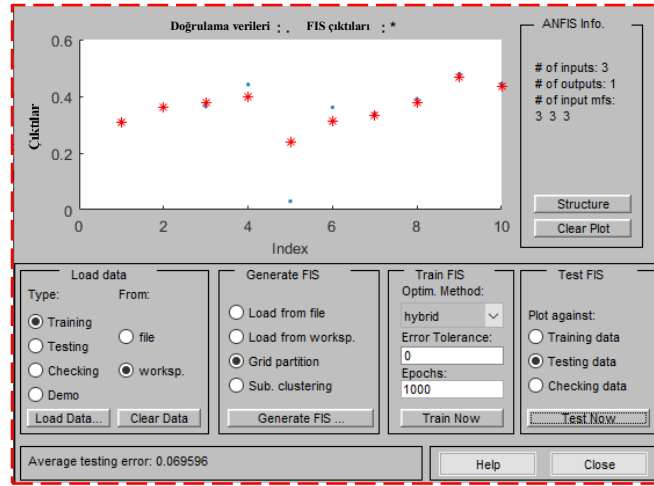 Doğrulama verileri : . FIS çıktıları : *
Çıktılar
0.6
0.4
0.2
0
0
2
4
6
8
10
Index
ANFIS Info.
# of inputs: 3
# of outputs: 1
# of input mfs:
3 3 3
Structure
Clear Plot
Load data
Type:
From:
Training
Testing
Checking
Demo
file
worksp.
Load Data...
Clear Data
Generate FIS
Load from file
Load from worksp.
Grid partition
Sub. clustering
Generate FIS ...
Train FIS
Optim. Method:
hybrid
Error Tolerance:
0
Epochs:
1000
Train Now
Test FIS
Plot against:
Training data
Testing data
Checking data
Test Now
Average testing error: 0.069596
Help
Close